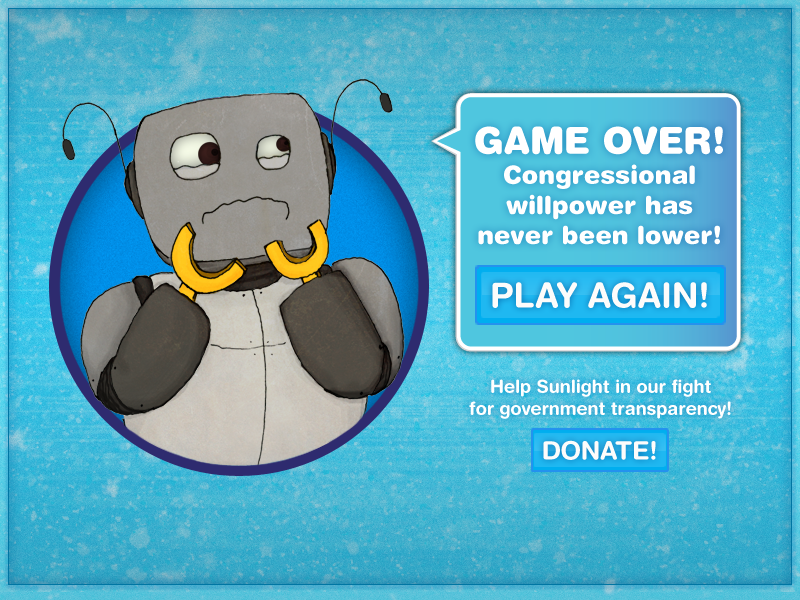 GAME OVER!
Congressional
willpower has
never been lower!
PLAY AGAIN!
Help Sunlight in our fight
for government transparency!
DONATE!